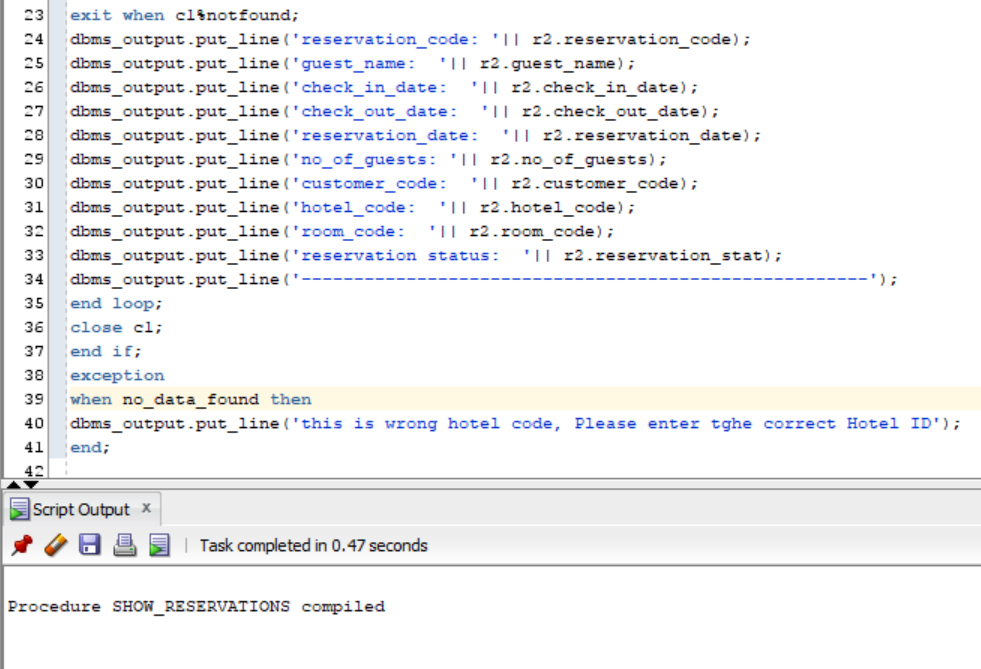 23 exit when cl%notfound;
24 dbms_output.put_line('reservation_code: '|| r2.reservation_code);
25 dbms_output.put_line('guest_name:  '|| r2.guest_name);
26 dbms_output.put_line('check_in_date:  '|| r2.check_in_date);
27 dbms_output.put_line('check_out_date:  '|| r2.check_out_date);
28 dbms_output.put_line('reservation_date:  '|| r2.reservation_date);
29 dbms_output.put_line('no_of_guests: '|| r2.no_of_guests);
30 dbms_output.put_line('customer_code:  '|| r2.customer_code);
31 dbms_output.put_line('hotel_code:  '|| r2.hotel_code);
32 dbms_output.put_line('room_code:  '|| r2.room_code);
33 dbms_output.put_line('reservation status:  '|| r2.reservation_stat);
34 dbms_output.put_line('------------------------------------------------------');
35 end loop;
36 close cl;
37 end if;
38 exception
39 when no_data_found then
40 dbms_output.put_line('this is wrong hotel code, Please enter tghe correct Hotel ID');
41 end;
42
Script Output x
Task completed in 0.47 seconds
Procedure SHOW_RESERVATIONS compiled